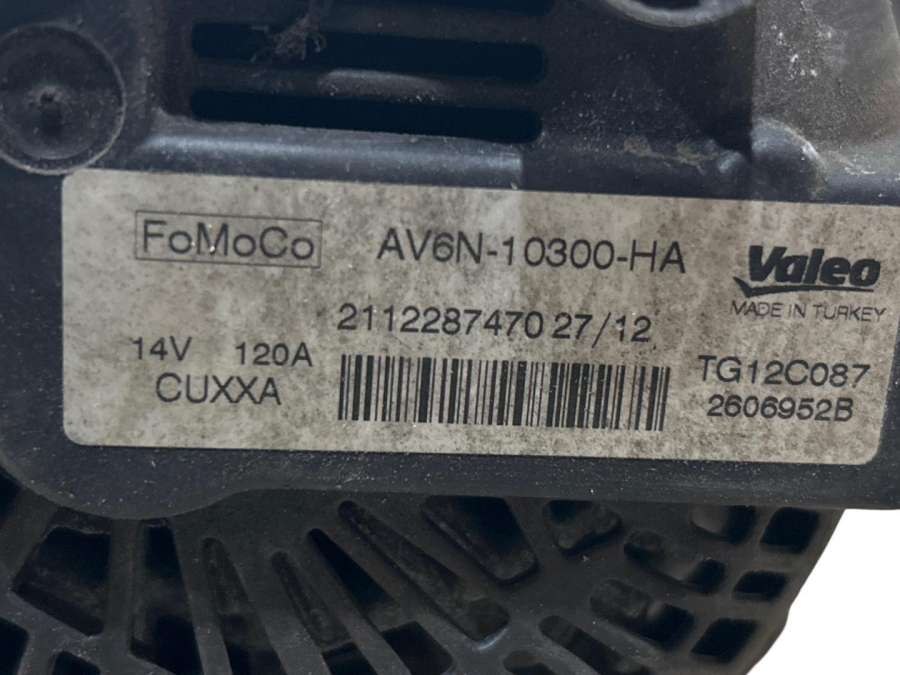 FoMoCo AV6N-10300-HA
Valeo
MADE IN TURKEY
2112287470 27/12
14V 120A
CUXXA
TG12C087
2606952B